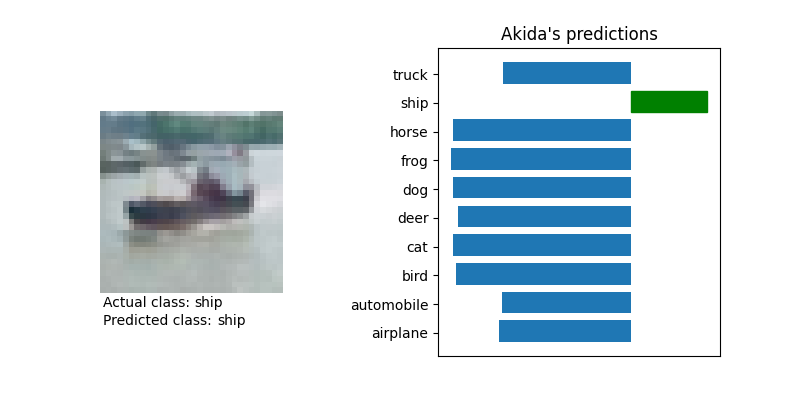 Akida's predictions
truck
ship
horse
frog
dog
deer
cat
bird
automobile
airplane
Actual class: ship
Predicted class: ship